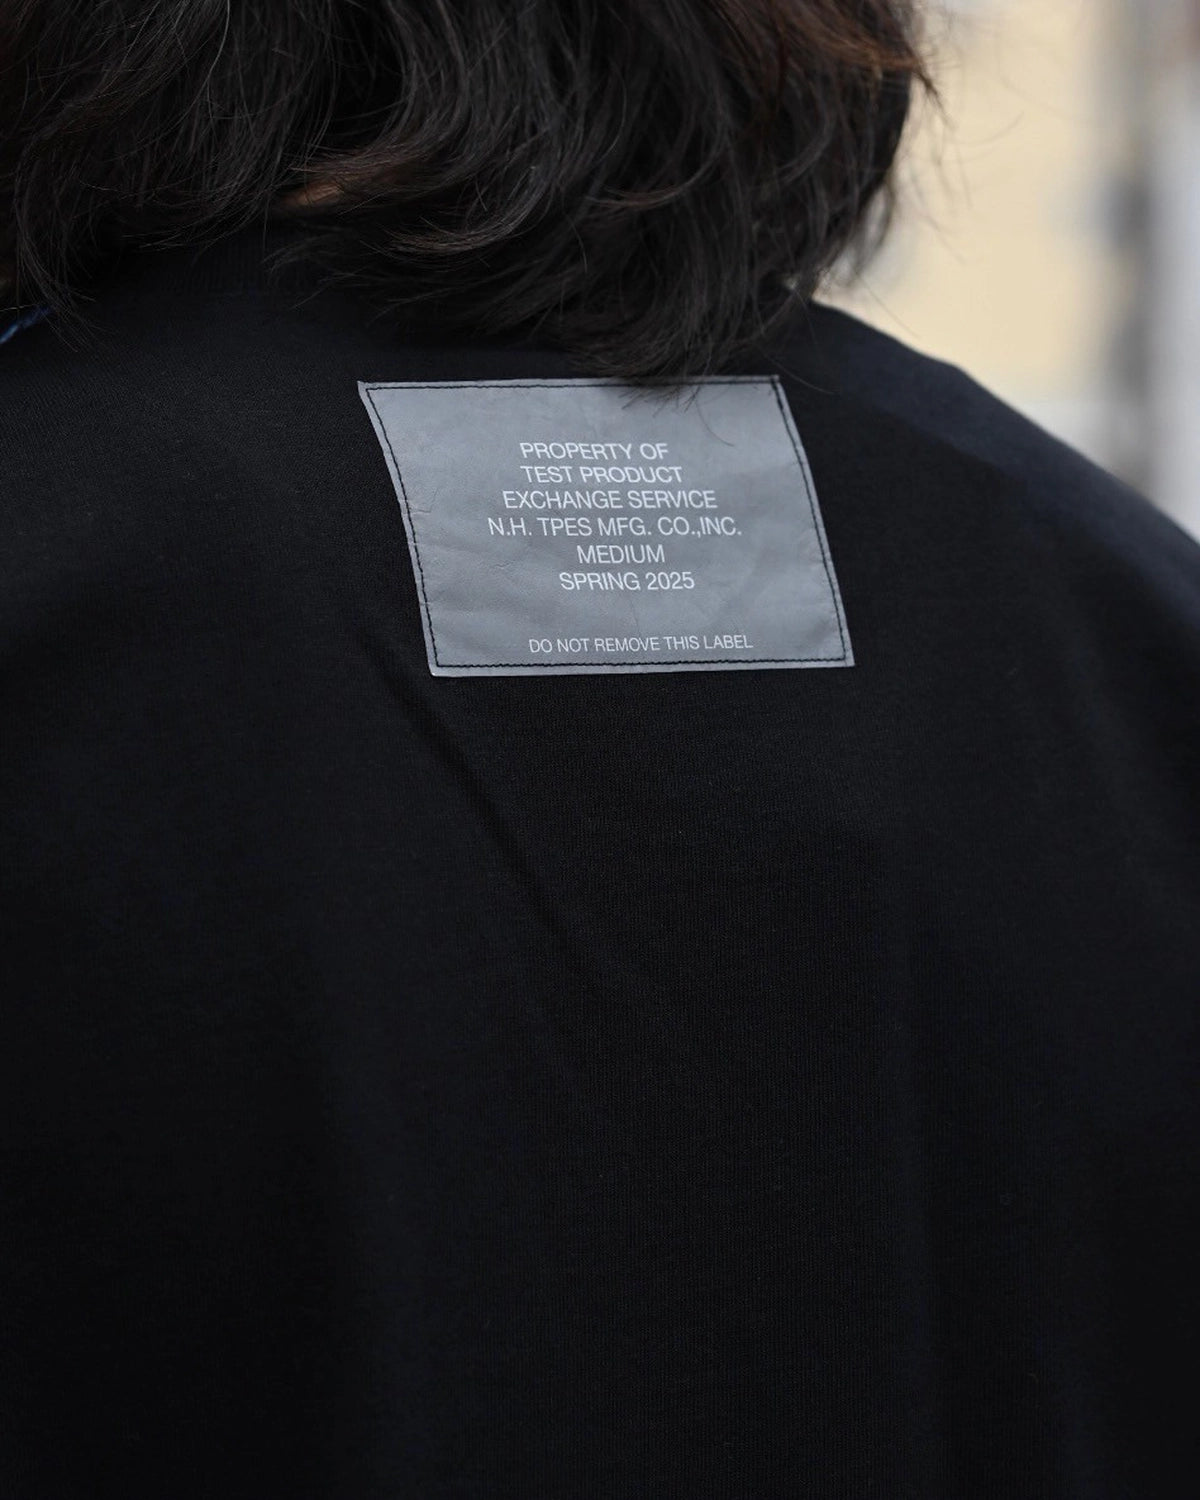 PROPERTY OF
TEST PRODUCT
EXCHANGE SERVICE
N.H. TPES MFG. CO.,INC.
MEDIUM
SPRING 2025
DO NOT REMOVE THIS LABEL